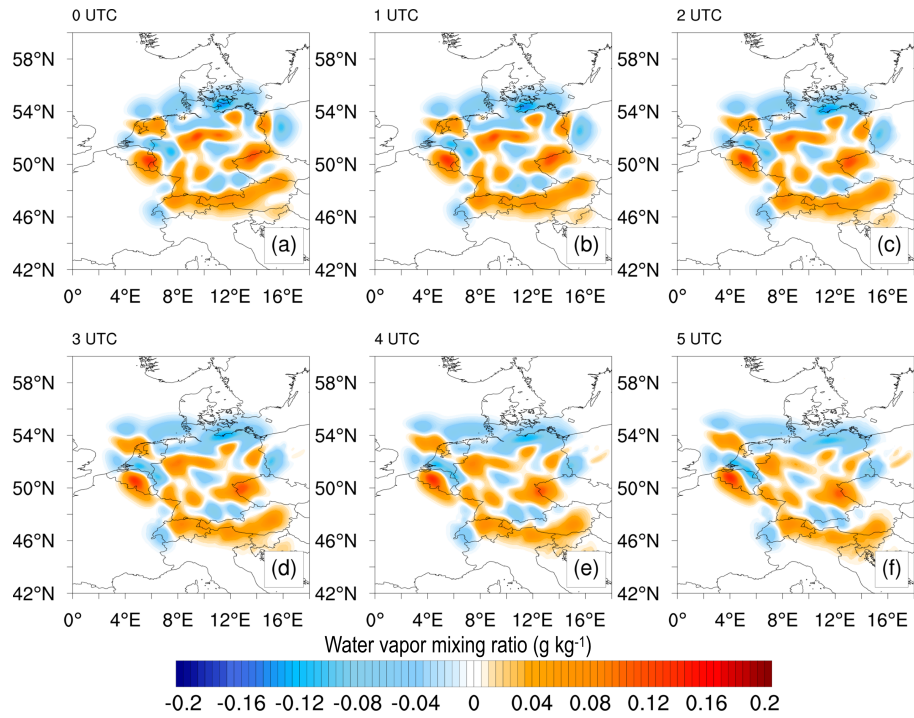 0 UTC 1 UTC 2 UTC
58°N 58°N 58°N
54°N 54°N 54°N
50°N 50°N 50°N
46°N 46°N 46°N
(a) (b) (c)
42°N 42°N 42°N
0° 4°E 8°E 12°E 16°E 0° 4°E 8°E 12°E 16°E 0° 4°E 8°E 12°E 16°E
3 UTC 4 UTC 5 UTC
58°N 58°N 58°N
54°N 54°N 54°N
50°N 50°N 50°N
46°N 46°N 46°N
(d) (e) (f)
42°N 42°N 42°N
0° 4°E 8°E 12°E 16°E 0° 4°E 8°E 12°E 16°E 0° 4°E 8°E 12°E 16°E
Water vapor mixing ratio (g kg⁻¹)
-0.2 -0.16 -0.12 -0.08 -0.04 0 0.04 0.08 0.12 0.16 0.2